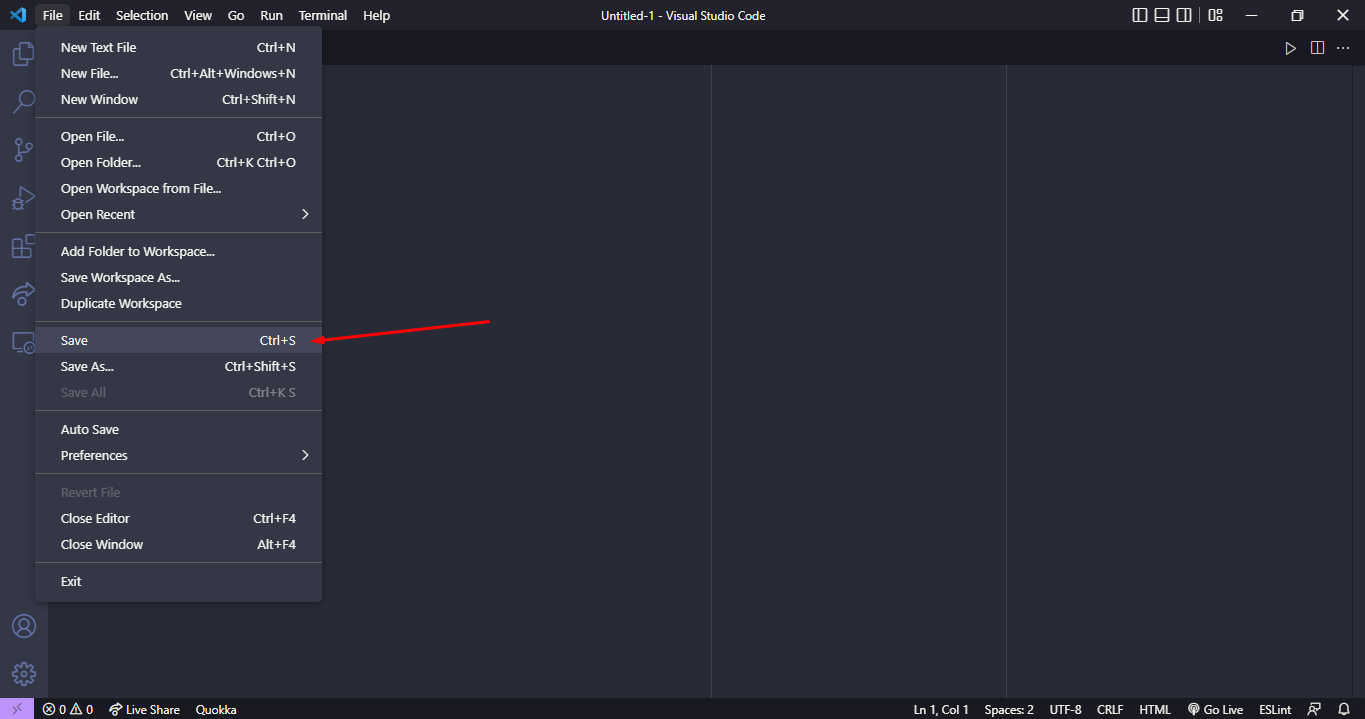 File Edit Selection View Go Run Terminal Help Untitled-1 - Visual Studio Code
New Text File Ctrl+N
New File... Ctrl+Alt+Windows+N
New Window Ctrl+Shift+N
Open File... Ctrl+O
Open Folder... Ctrl+K Ctrl+O
Open Workspace from File...
Open Recent
Add Folder to Workspace...
Save Workspace As...
Duplicate Workspace
Save Ctrl+S
Save As... Ctrl+Shift+S
Save All Ctrl+K S
Auto Save
Preferences
Revert File
Close Editor Ctrl+F4
Close Window Alt+F4
Exit
0 0 Live Share Quokka Ln 1, Col 1 Spaces: 2 UTF-8 CRLF HTML Go Live ESLint